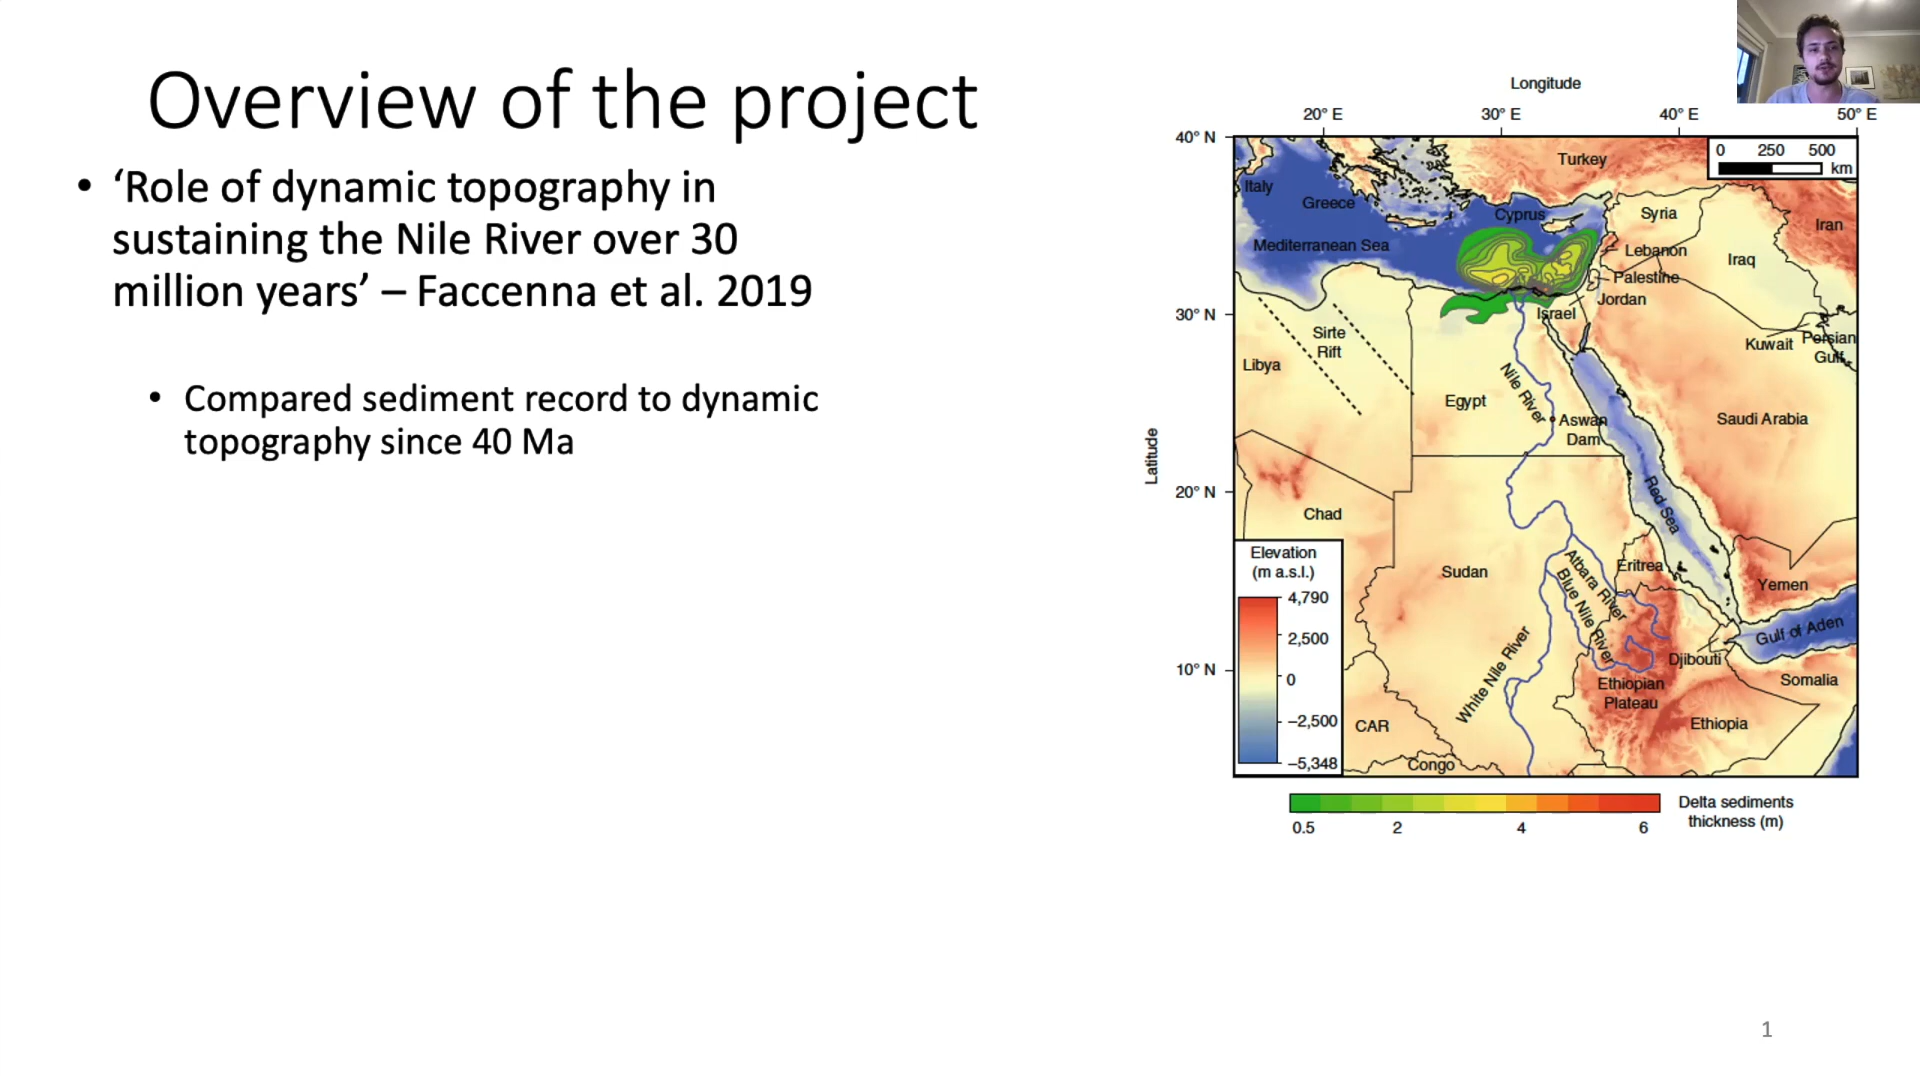 Overview of the project
• ‘Role of dynamic topography in
sustaining the Nile River over 30
million years’ – Faccenna et al. 2019
• Compared sediment record to dynamic
topography since 40 Ma
Longitude
20° E
30° E
40° E
50° E
40° N
30° N
20° N
10° N
Latitude
0 250 500
km
Turkey
Italy
Greece
Cyprus
Syria
Iran
Mediterranean Sea
Lebanon
Iraq
Palestine
Jordan
Israel
Kuwait
Persian
Gulf
Sirte
Rift
Libya
Nile River
Egypt
Aswan
Dam
Saudi Arabia
Red Sea
Chad
Sudan
Atbara River
Blue Nile River
White Nile River
Eritrea
Yemen
Gulf of Aden
Djibouti
Ethiopian
Plateau
Somalia
Ethiopia
CAR
Congo
Elevation
(m a.s.l.)
4,790
2,500
0
–2,500
–5,348
0.5
2
4
6
Delta sediments
thickness (m)
1